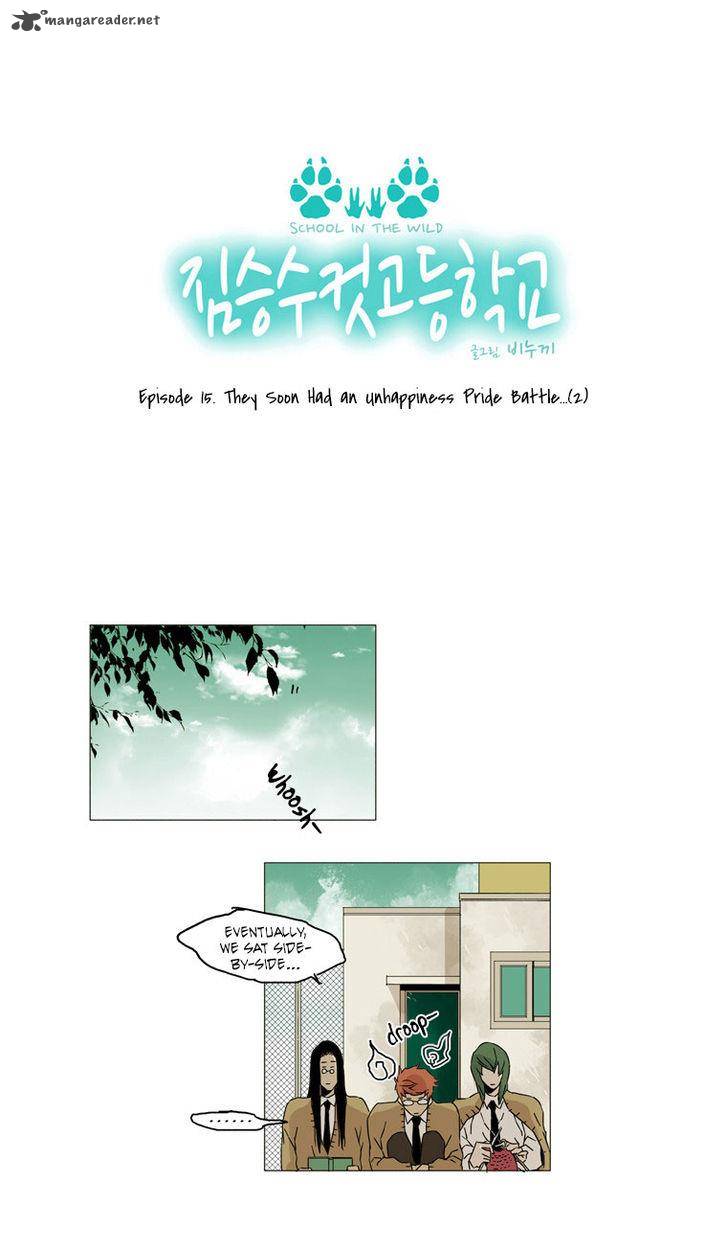 mangareader.net
SCHOOL IN THE WILD
짐승수컷고등학교
글그림 비누끼
Episode 15. They Soon Had an Unhappiness Pride Battle...(2)
Whoosh~
EVENTUALLY,
WE SAT SIDE-
BY-SIDE...
droop~
......